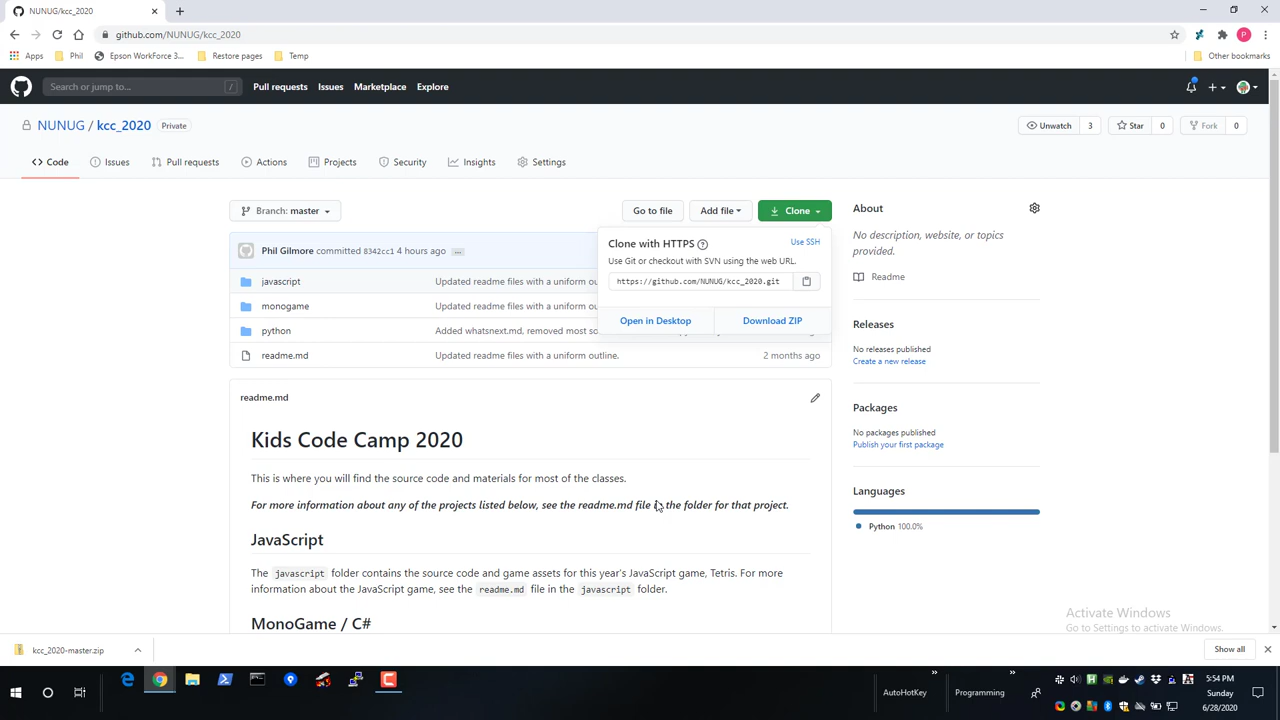 NUNUG/kcc_2020
github.com/NUNUG/kcc_2020
Apps
Phil
Epson WorkForce 3...
Restore pages
Temp
Other bookmarks
Search or jump to...
/
Pull requests
Issues
Marketplace
Explore
NUNUG / kcc_2020
Private
Unwatch
3
Star
0
Fork
0
Code
Issues
Pull requests
Actions
Projects
Security
Insights
Settings
Branch: master
Go to file
Add file
Clone
Phil Gilmore committed 8342cc1 4 hours ago
javascript
Updated readme files with a uniform ou
monogame
Updated readme files with a uniform ou
python
Added whatsnext.md, removed most so
readme.md
Updated readme files with a uniform outline.
2 months ago
Clone with HTTPS
Use SSH
Use Git or checkout with SVN using the web URL.
https://github.com/NUNUG/kcc_2020.git
Open in Desktop
Download ZIP
About
No description, website, or topics
provided.
Readme
Releases
No releases published
Create a new release
Packages
No packages published
Publish your first package
Languages
Python 100.0%
readme.md
Kids Code Camp 2020
This is where you will find the source code and materials for most of the classes.
For more information about any of the projects listed below, see the readme.md file in the folder for that project.
JavaScript
The javascript folder contains the source code and game assets for this year's JavaScript game, Tetris. For more
information about the JavaScript game, see the readme.md file in the javascript folder.
MonoGame / C#
Activate Windows
Go to Settings to activate Windows.
kcc_2020-master.zip
Show all
AutoHotKey
Programming
5:54 PM
Sunday
6/28/2020